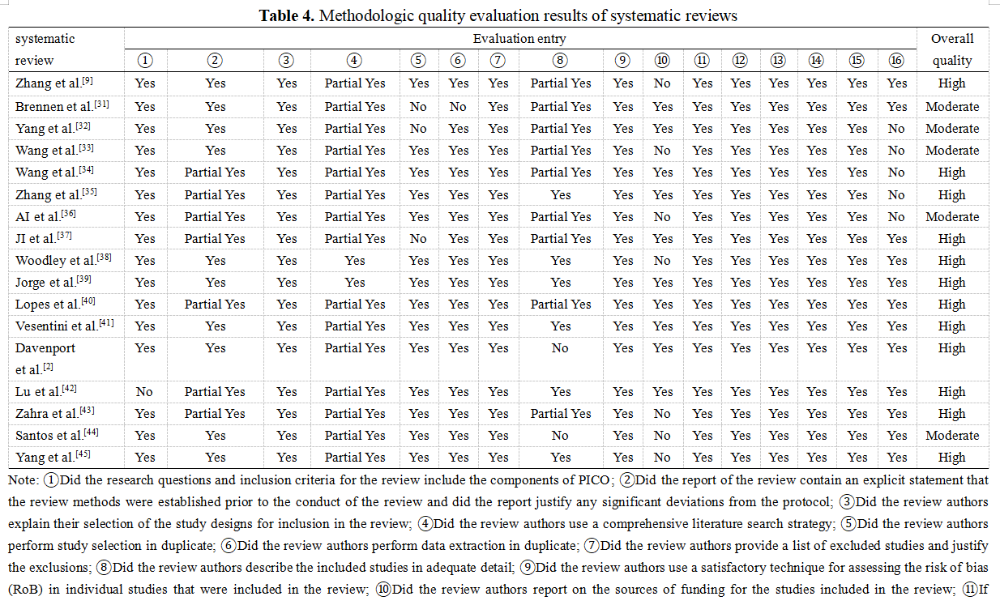 Table 4. Methodologic quality evaluation results of systematic reviews
systematic review Evaluation entry Overall quality
① ② ③ ④ ⑤ ⑥ ⑦ ⑧ ⑨ ⑩ ⑪ ⑫ ⑬ ⑭ ⑮ ⑯
Zhang et al.[9] Yes Yes Yes Partial Yes Yes Yes Yes Partial Yes Yes No Yes Yes Yes Yes Yes Yes High
Brennen et al.[31] Yes Yes Yes Partial Yes No No Yes Partial Yes Yes Yes Yes Yes Yes Yes Yes Yes Moderate
Yang et al.[32] Yes Yes Yes Partial Yes No Yes Yes Partial Yes Yes Yes Yes Yes Yes Yes Yes No Moderate
Wang et al.[33] Yes Yes Yes Partial Yes Yes Yes Yes Partial Yes Yes No Yes Yes Yes Yes Yes No Moderate
Wang et al.[34] Yes Partial Yes Yes Partial Yes Yes Yes Yes Partial Yes Yes Yes Yes Yes Yes Yes Yes No High
Zhang et al.[35] Yes Partial Yes Yes Partial Yes Yes Yes Yes Yes Yes Yes Yes Yes Yes Yes Yes No High
AI et al.[36] Yes Partial Yes Yes Partial Yes Yes Yes Yes Partial Yes Yes No Yes Yes Yes Yes Yes No Moderate
JI et al.[37] Yes Partial Yes Yes Partial Yes No Yes Yes Partial Yes Yes Yes Yes Yes Yes Yes Yes Yes High
Woodley et al.[38] Yes Yes Yes Yes Yes Yes Yes Yes Yes No Yes Yes Yes Yes Yes Yes High
Jorge et al.[39] Yes Yes Yes Yes Yes Yes Yes Yes Yes Yes Yes Yes Yes Yes Yes Yes High
Lopes et al.[40] Yes Partial Yes Yes Partial Yes Yes Yes Yes Partial Yes Yes Yes Yes Yes Yes Yes Yes Yes High
Vesentini et al.[41] Yes Yes Yes Partial Yes Yes Yes Yes Yes Yes Yes Yes Yes Yes Yes Yes Yes High
Davenport et al.[2] Yes Yes Yes Partial Yes Yes Yes Yes No Yes Yes Yes Yes Yes Yes Yes Yes High
Lu et al.[42] No Partial Yes Yes Partial Yes Yes Yes Yes Yes Yes Yes Yes Yes Yes Yes Yes Yes High
Zahra et al.[43] Yes Partial Yes Yes Partial Yes Yes Yes Yes Partial Yes Yes No Yes Yes Yes Yes Yes Yes High
Santos et al.[44] Yes Yes Yes Partial Yes Yes Yes Yes No Yes No Yes Yes Yes Yes Yes Yes Moderate
Yang et al.[45] Yes Yes Yes Partial Yes Yes Yes Yes Yes Yes No Yes Yes Yes Yes Yes Yes High
Note: ①Did the research questions and inclusion criteria for the review include the components of PICO; ②Did the report of the review contain an explicit statement that
the review methods were established prior to the conduct of the review and did the report justify any significant deviations from the protocol; ③Did the review authors
explain their selection of the study designs for inclusion in the review; ④Did the review authors use a comprehensive literature search strategy; ⑤Did the review authors
perform study selection in duplicate; ⑥Did the review authors perform data extraction in duplicate; ⑦Did the review authors provide a list of excluded studies and justify
the exclusions; ⑧Did the review authors describe the included studies in adequate detail; ⑨Did the review authors use a satisfactory technique for assessing the risk of bias
(RoB) in individual studies that were included in the review; ⑩Did the review authors report on the sources of funding for the studies included in the review; ⑪If